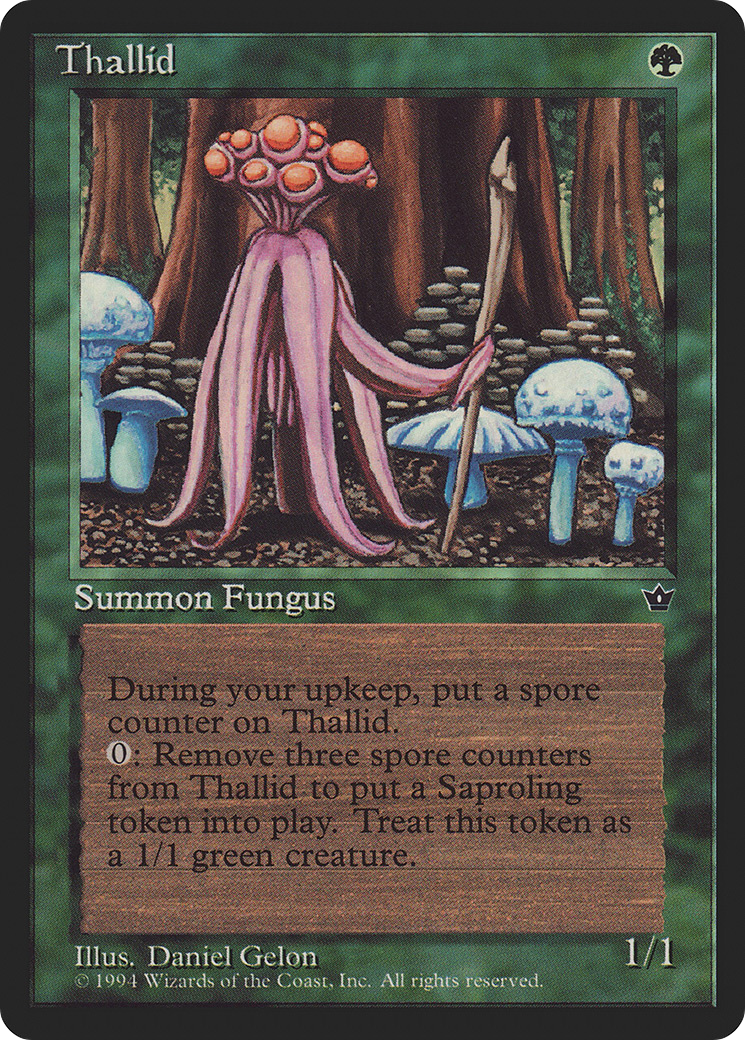 Thallid
Summon Fungus
During your upkeep, put a spore
counter on Thallid.
0: Remove three spore counters
from Thallid to put a Saproling
token into play. Treat this token as
a 1/1 green creature.
Illus. Daniel Gelon
1/1
© 1994 Wizards of the Coast, Inc. All rights reserved.